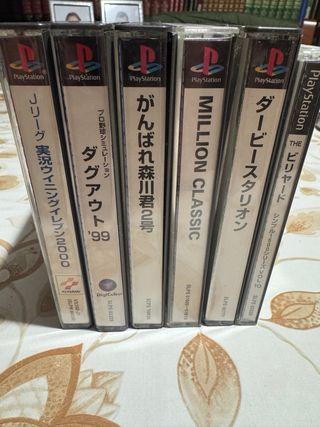 PlayStation
Jリーグ 実況ウイニングイレブン2000
KONAMI
PlayStation
プロ野球シミュレーション
ダグアウト'99
DigiCube
PlayStation
がんばれ森川君2号
PlayStation
MILLION CLASSIC
PlayStation
ダービースタリオン
PlayStation
THE ビリヤード